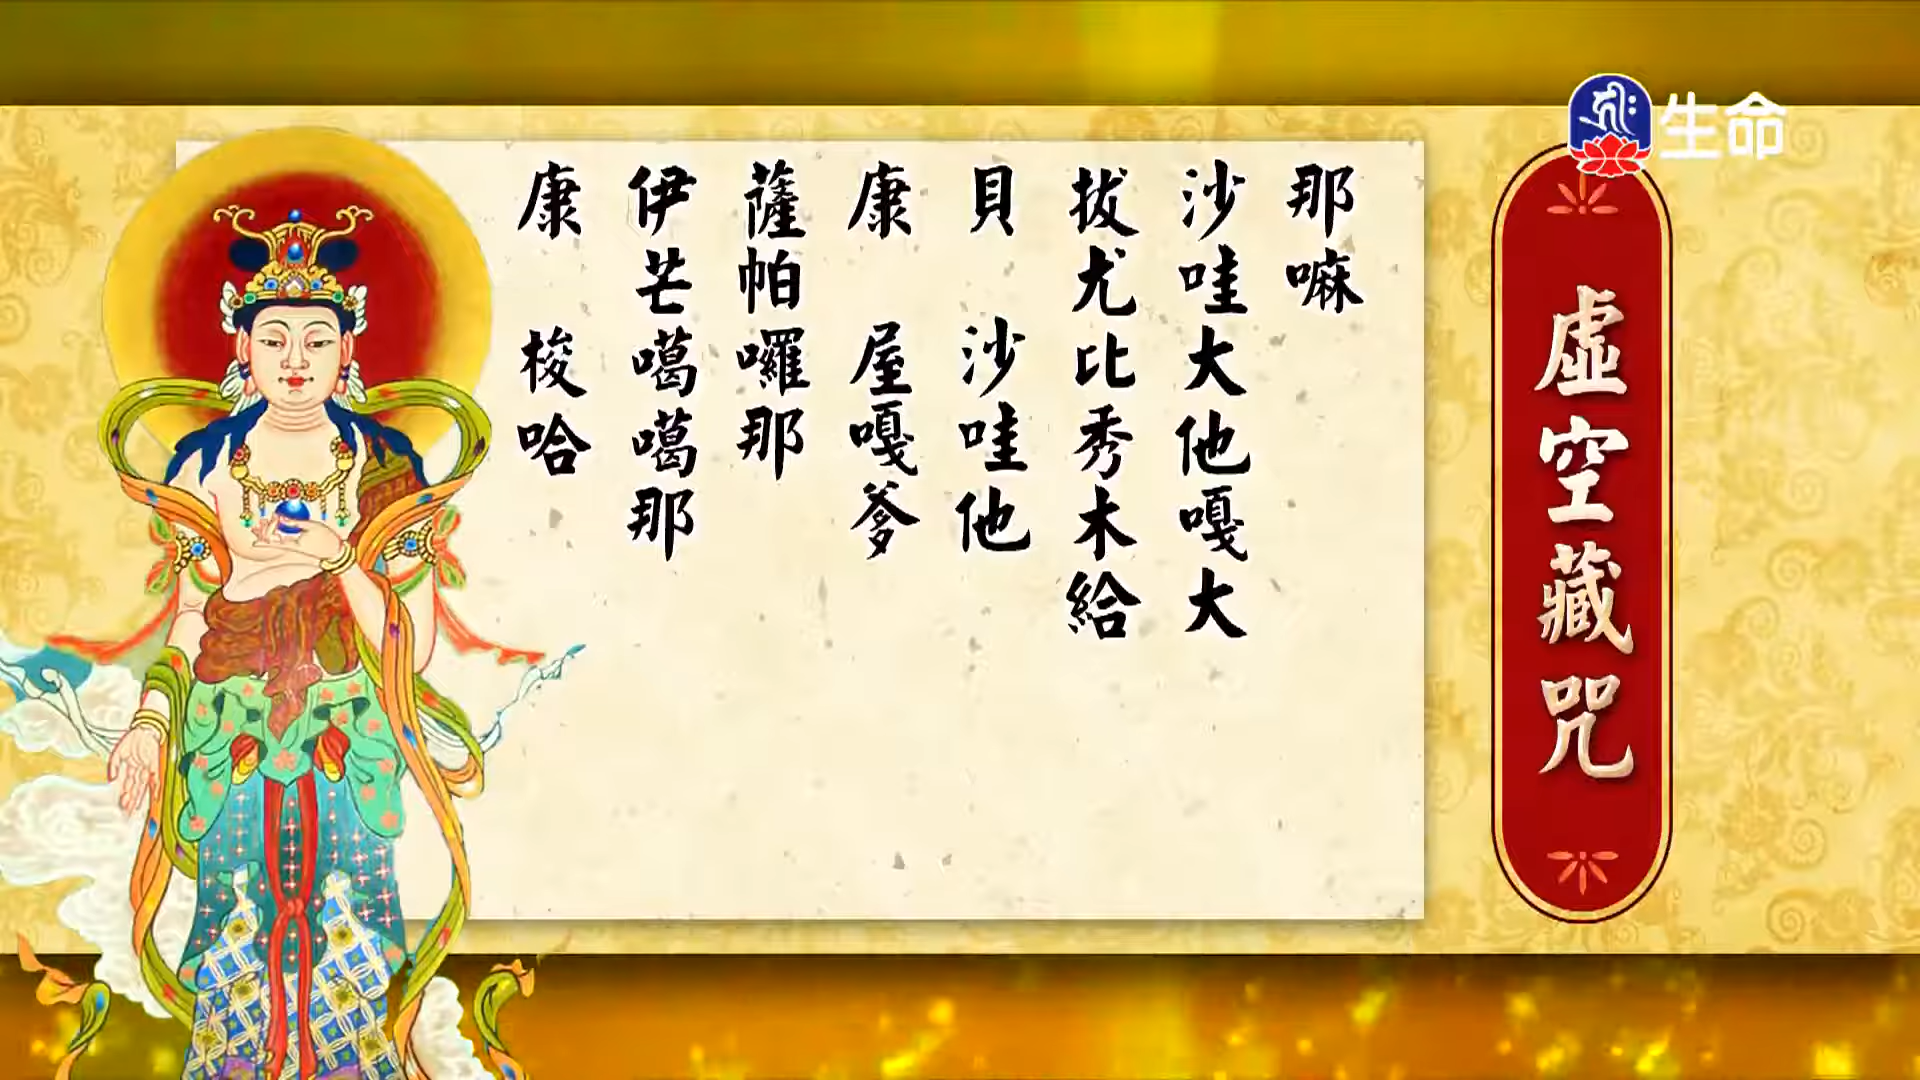 生命
虛空藏咒
那嘛
沙哇大他嘎大
拔尤比秀木給
貝 沙哇他
康 屋嘎爹
薩帕囉那
伊芒噶噶那
康 梭哈